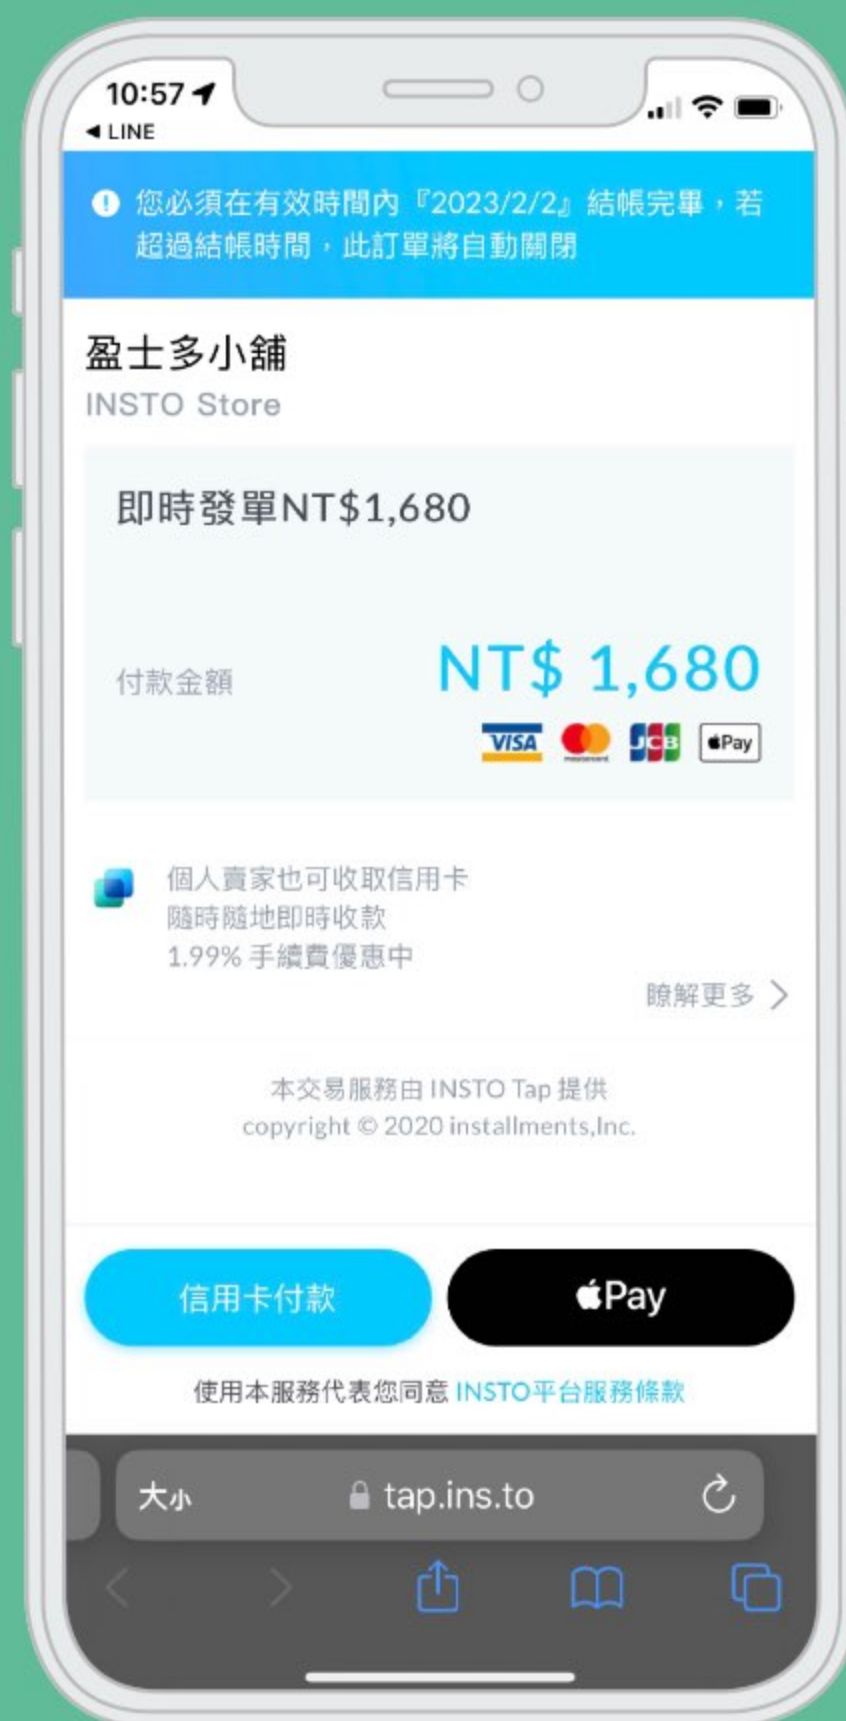 10:57
◀ LINE
您必須在有效時間內『2023/2/2』結帳完畢，若
超過結帳時間，此訂單將自動關閉
盈士多小舖
INSTO Store
即時發單NT$1,680
付款金額
NT$ 1,680
VISA mastercard JCB Pay
個人賣家也可收取信用卡
隨時隨地即時收款
1.99% 手續費優惠中
瞭解更多
本交易服務由 INSTO Tap 提供
copyright © 2020 installments,Inc.
信用卡付款
Pay
使用本服務代表您同意 INSTO平台服務條款
大小 tap.ins.to